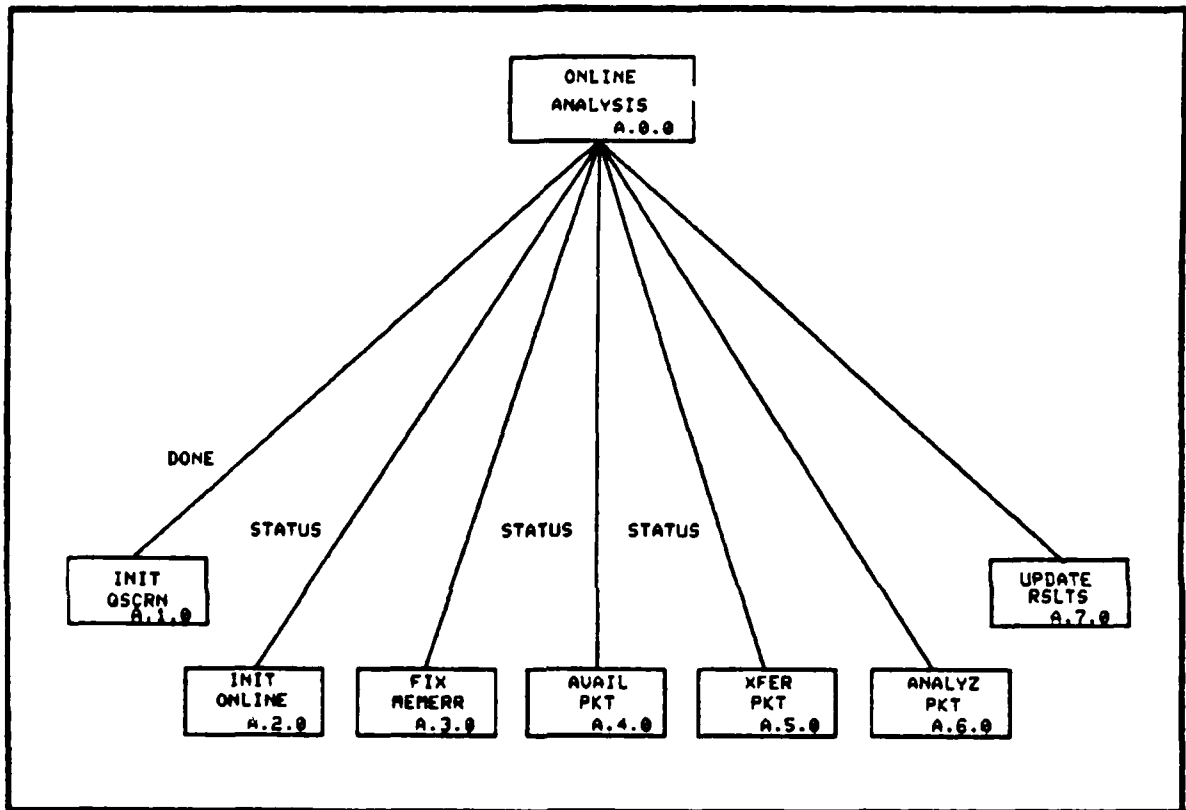 ONLINE
ANALYSIS
A.0.0
DONE
STATUS
STATUS
STATUS
INIT
QSCRN
A.1.0
UPDATE
RSLTS
A.7.0
INIT
ONLINE
A.2.0
FIX
MEMERR
A.3.0
AVAIL
PKT
A.4.0
XFER
PKT
A.5.0
ANALYZ
PKT
A.6.0